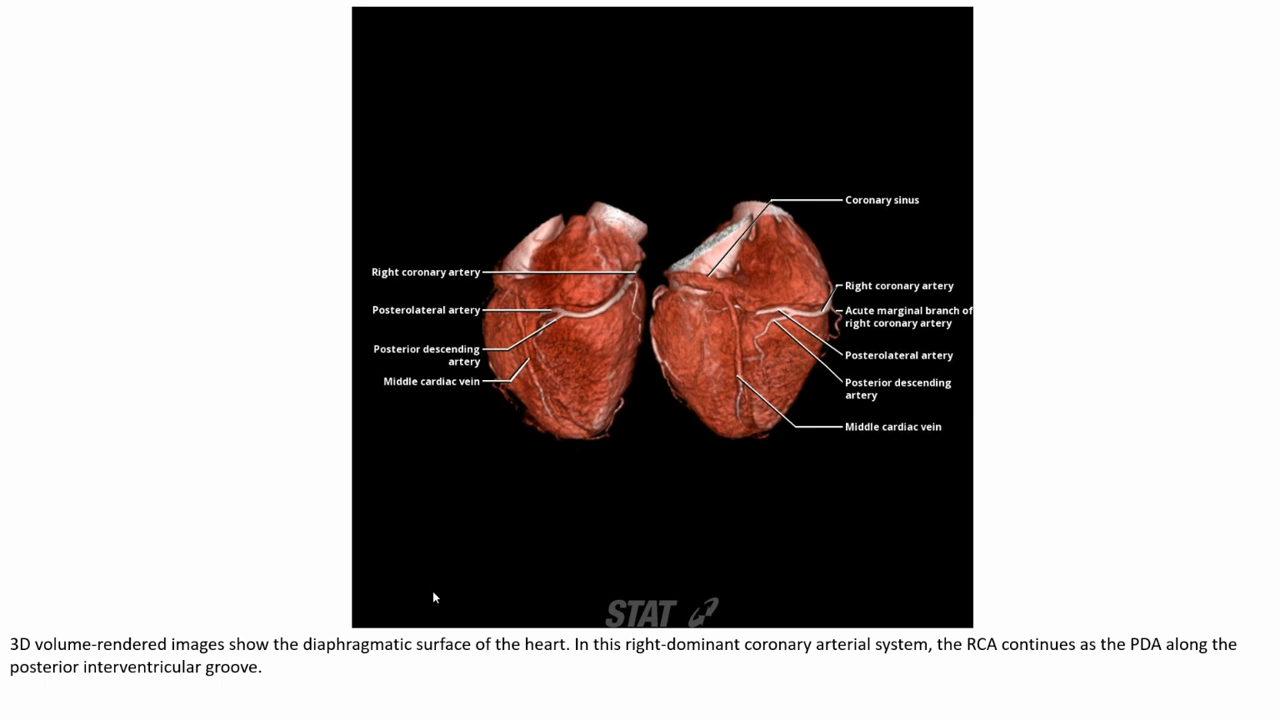 Coronary sinus
Right coronary artery
Posterolateral artery
Posterior descending
artery
Middle cardiac vein
Right coronary artery
Acute marginal branch of
right coronary artery
Posterolateral artery
Posterior descending
artery
Middle cardiac vein
STAT
3D volume-rendered images show the diaphragmatic surface of the heart. In this right-dominant coronary arterial system, the RCA continues as the PDA along the
posterior interventricular groove.